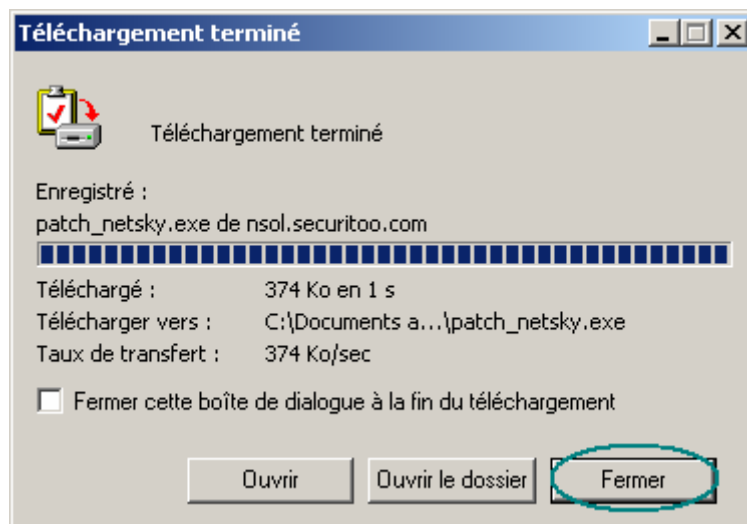 Téléchargement terminé
Téléchargement terminé
Enregistré :
patch_netsky.exe de nsol.securitoo.com
Téléchargé : 374 Ko en 1 s
Télécharger vers : C:\Documents a...\patch_netsky.exe
Taux de transfert : 374 Ko/sec
Fermer cette boîte de dialogue à la fin du téléchargement
Ouvrir Ouvrir le dossier Fermer